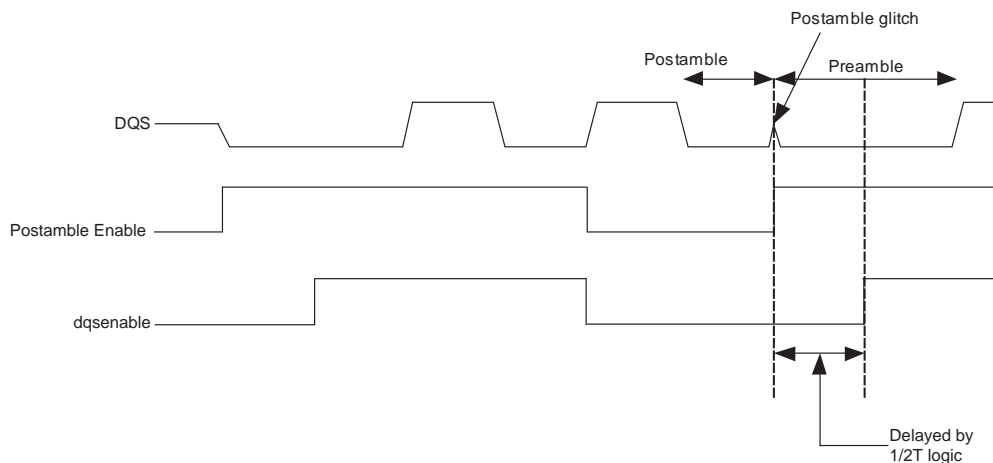 Postamble glitch
Postamble
Preamble
DQS
Postamble Enable
dqsenable
Delayed by
1/2T logic